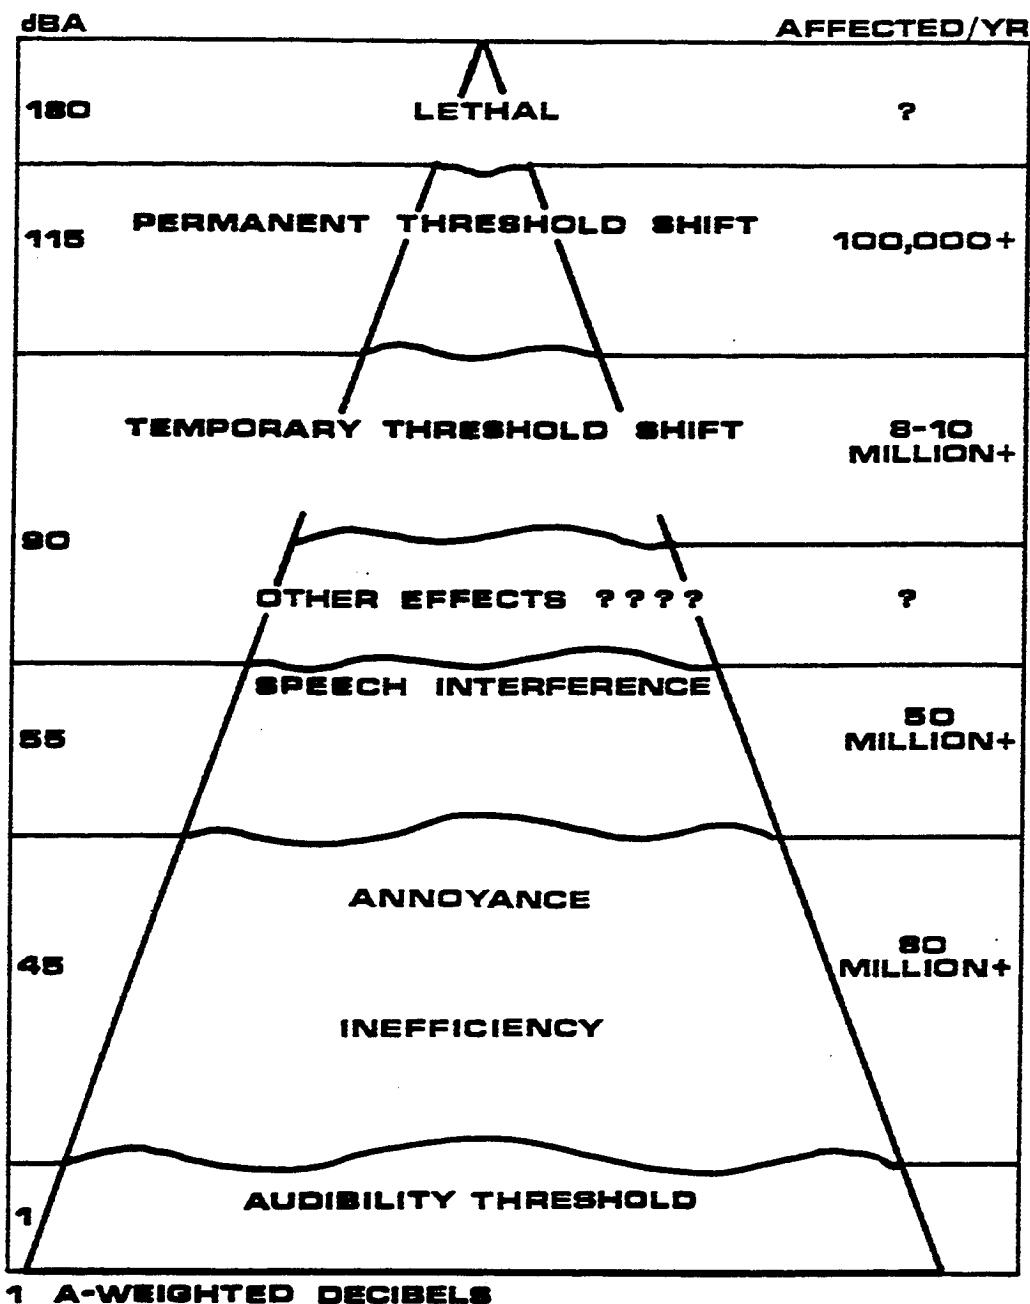 dBA AFFECTED/YR
180 LETHAL ?
PERMANENT THRESHOLD SHIFT
115 100,000+
TEMPORARY THRESHOLD SHIFT 8-10
MILLION+
90
OTHER EFFECTS ???? ?
SPEECH INTERFERENCE
50
55 MILLION+
ANNOYANCE
80
45 MILLION+
INEFFICIENCY
AUDIBILITY THRESHOLD
1
1 A-WEIGHTED DECIBELS